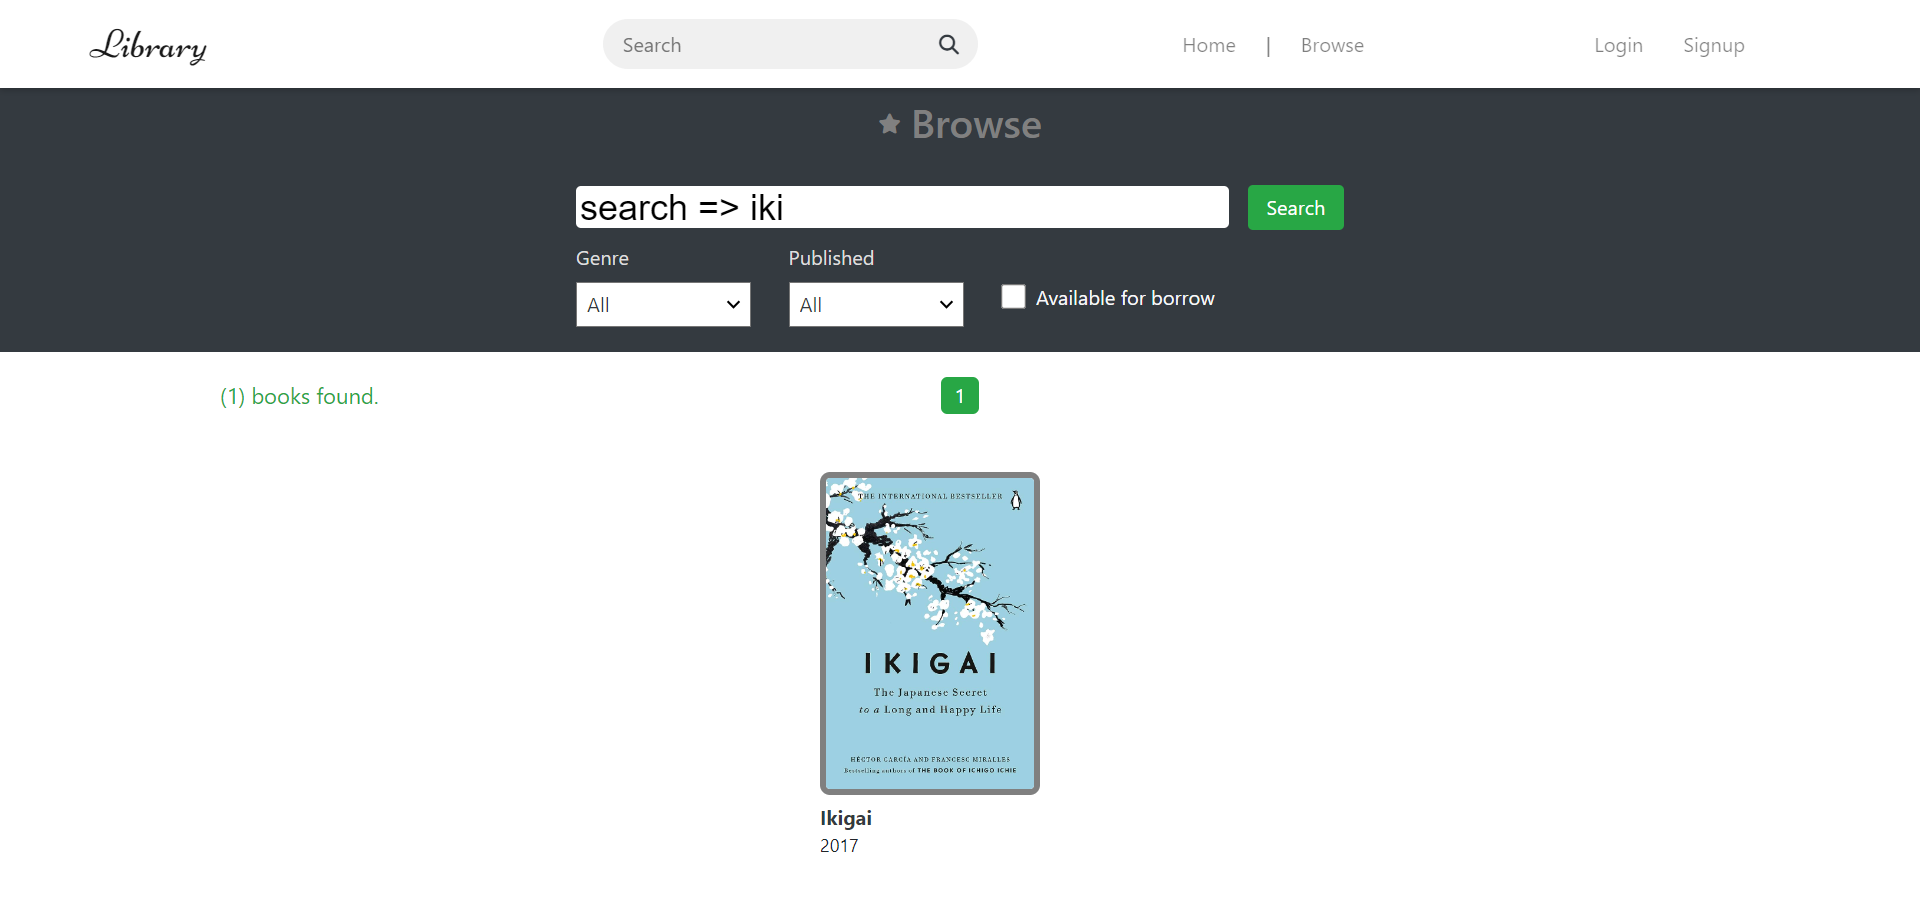 Library
Search
Home | Browse
Login
Signup
Browse
search => iki
Search
Genre
Published
All
All
Available for borrow
(1) books found.
1
THE INTERNATIONAL BESTSELLER
IKIGAI
The Japanese Secret
to a Long and Happy Life
HÉCTOR GARCÍA AND FRANCESC MIRALLES
Bestselling authors of THE BOOK OF ICHIGO ICHIE
Ikigai
2017